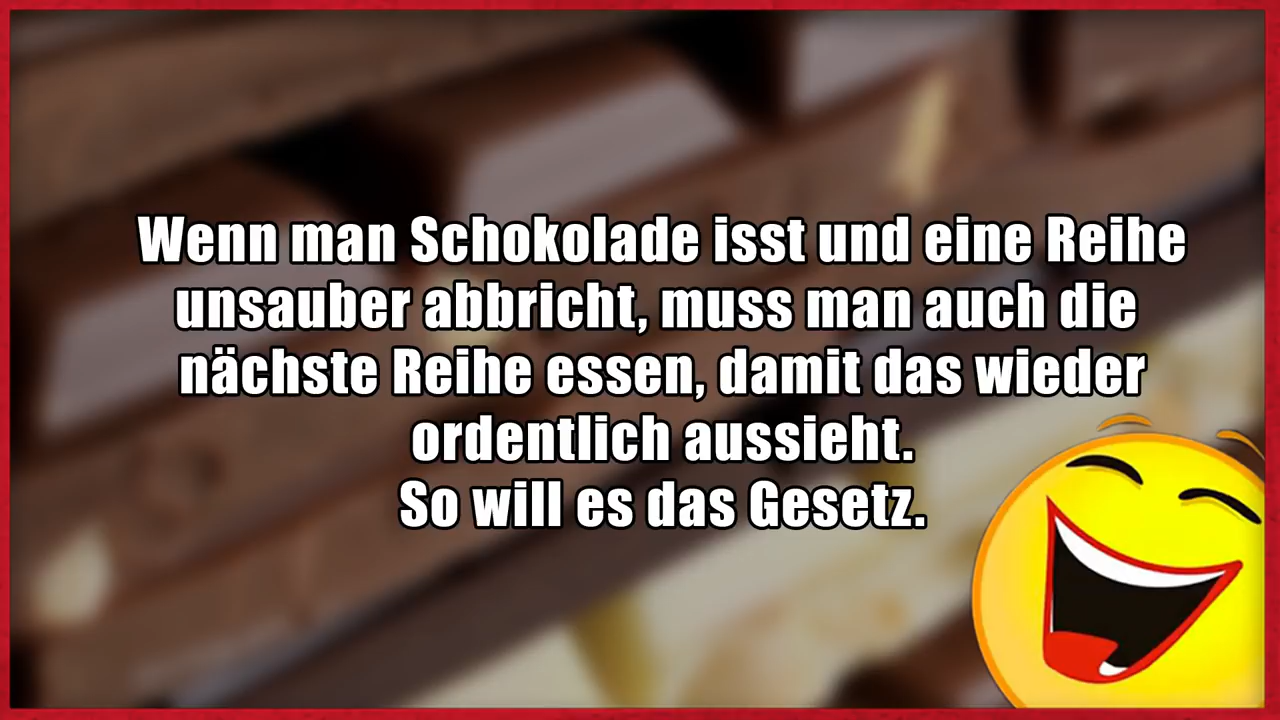 Wenn man Schokolade isst und eine Reihe
unsauber abbricht, muss man auch die
nächste Reihe essen, damit das wieder
ordentlich aussieht.
So will es das Gesetz.